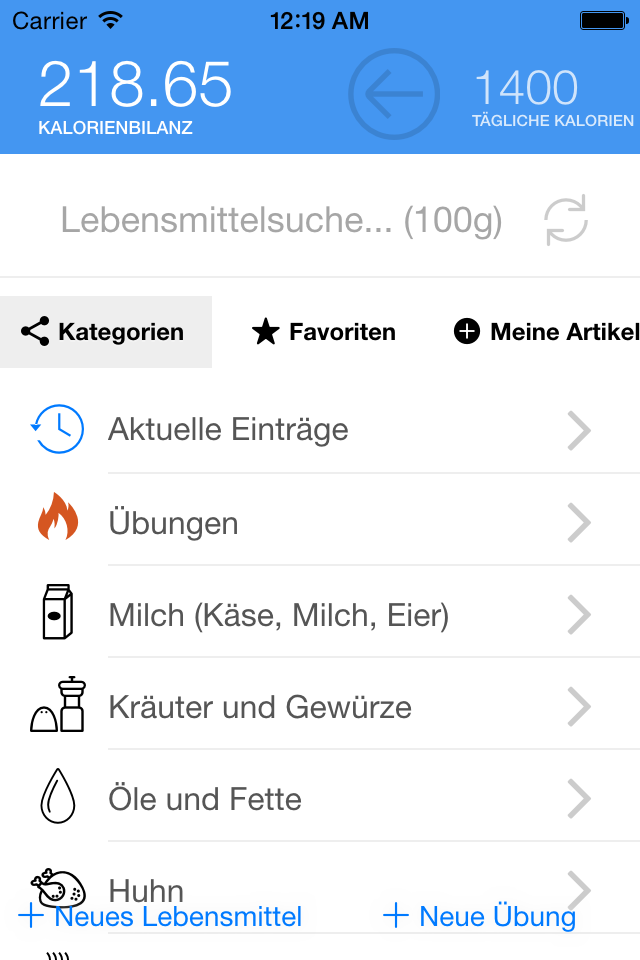 Carrier 12:19 AM
218.65 1400
KALORIENBILANZ TÄGLICHE KALORIEN
Lebensmittelsuche... (100g)
Kategorien Favoriten Meine Artikel
Aktuelle Einträge
Übungen
Milch (Käse, Milch, Eier)
Kräuter und Gewürze
Öle und Fette
Huhn
+ Neues Lebensmittel + Neue Übung